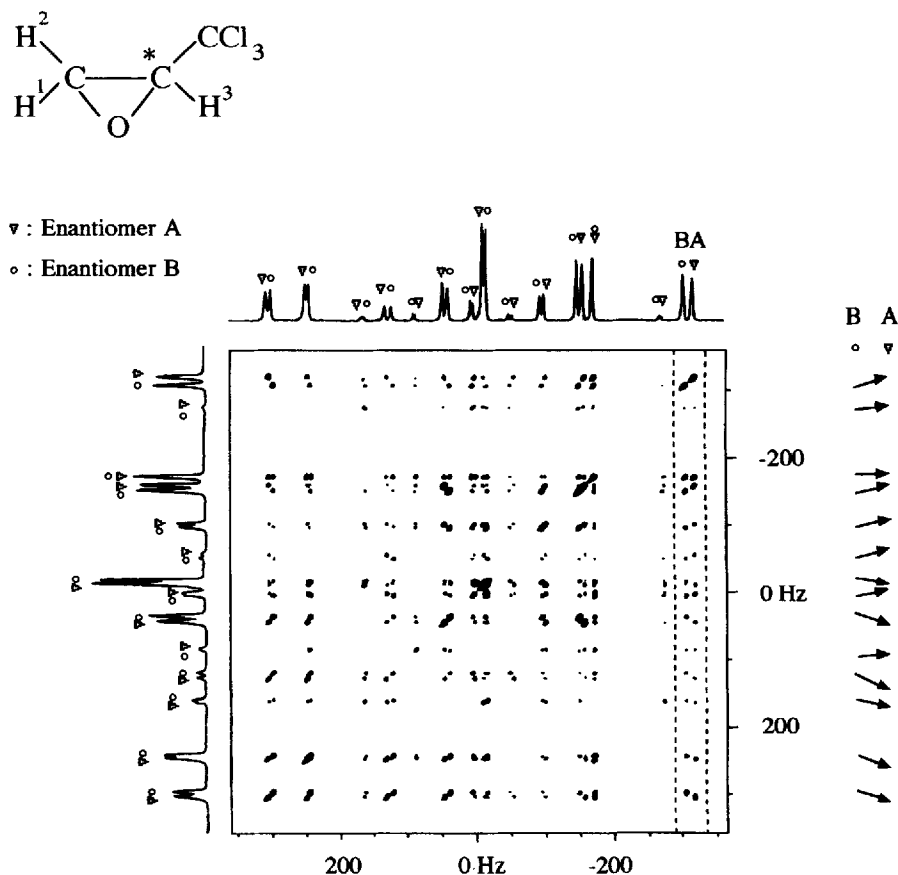 H² CCl₃
*
C C
H¹ H³
O
▿ : Enantiomer A
○ : Enantiomer B
BA
B A
-200
0 Hz
200
200 0 Hz -200